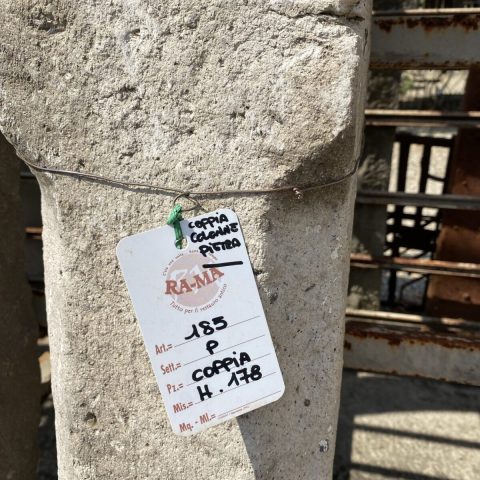 COPPIA
COLONNE
PIETRA
RA-MA
Tutto per il restauro antico
Art.= 185
Sett.= P
Pz.= COPPIA
Mis.= H. 178
Mq. - Ml.=